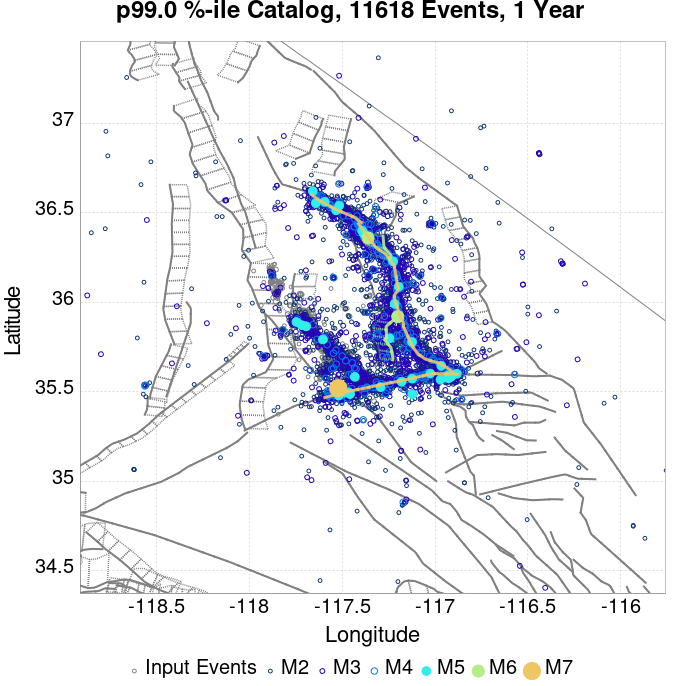 p99.0 %-ile Catalog, 11618 Events, 1 Year
Latitude
37
36.5
36
35.5
35
34.5
-118.5 -118 -117.5 -117 -116.5 -116
Longitude
Input Events M2 M3 M4 M5 M6 M7